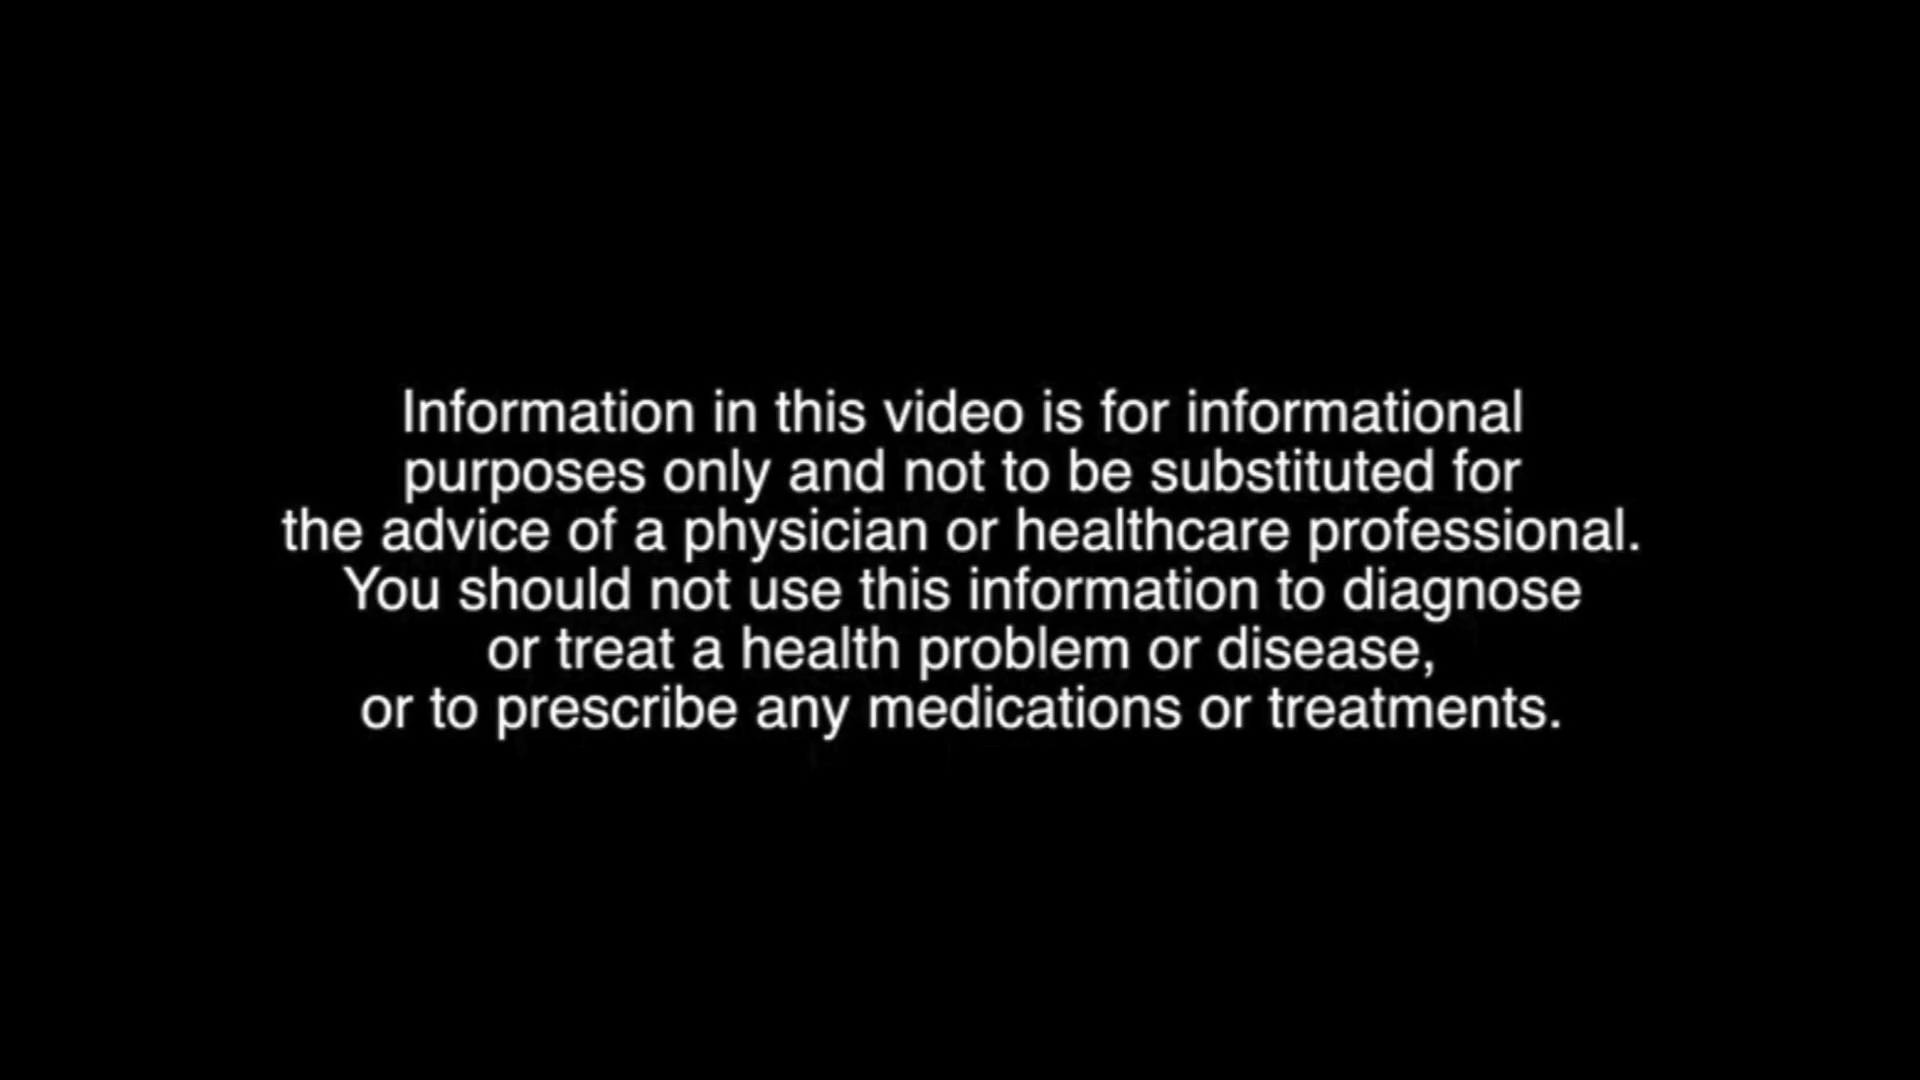 Information in this video is for informational
purposes only and not to be substituted for
the advice of a physician or healthcare professional.
You should not use this information to diagnose
or treat a health problem or disease,
or to prescribe any medications or treatments.